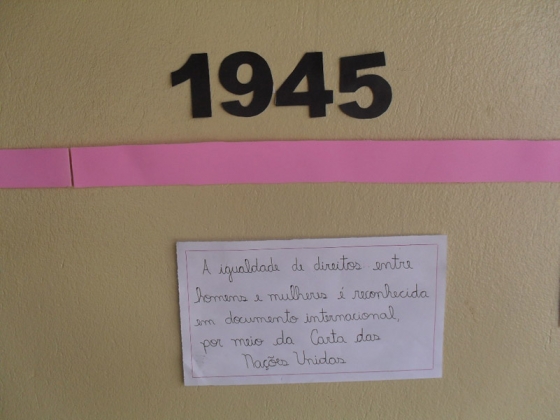 1945
A igualdade de direitos entre
homens e mulheres é reconhecida
em documento internacional,
por meio da Carta das
Nações Unidas